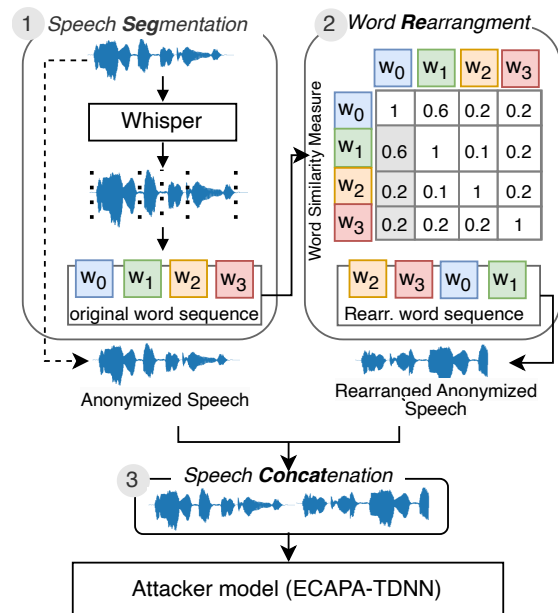 1 Speech Segmentation
Whisper
w0 w1 w2 w3
original word sequence
Anonymized Speech
2 Word Rearrangment
Word Similarity Measure
w0 w1 w2 w3
w0 1 0.6 0.2 0.2
w1 0.6 1 0.1 0.2
w2 0.2 0.1 1 0.2
w3 0.2 0.2 0.2 1
w2 w3 w0 w1
Rearr. word sequence
Rearranged Anonymized
Speech
3 Speech Concatenation
Attacker model (ECAPA-TDNN)